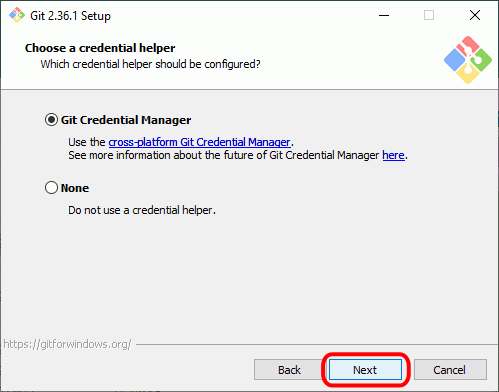 Git 2.36.1 Setup
Choose a credential helper
Which credential helper should be configured?
Git Credential Manager
Use the cross-platform Git Credential Manager.
See more information about the future of Git Credential Manager here.
None
Do not use a credential helper.
https://gitforwindows.org/
Back Next Cancel